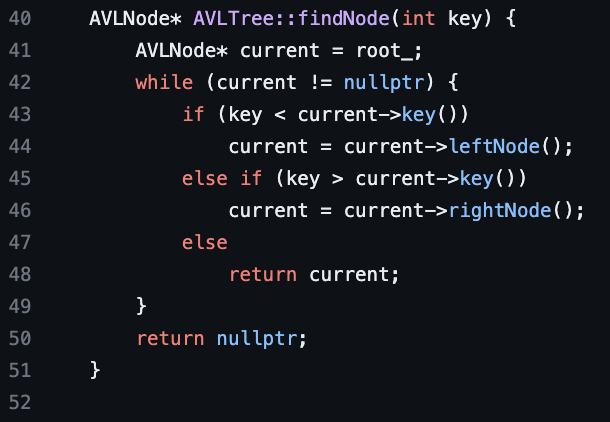 40     AVLNode* AVLTree::findNode(int key) {
41         AVLNode* current = root_;
42         while (current != nullptr) {
43             if (key < current->key())
44                 current = current->leftNode();
45             else if (key > current->key())
46                 current = current->rightNode();
47             else
48                 return current;
49         }
50         return nullptr;
51     }
52